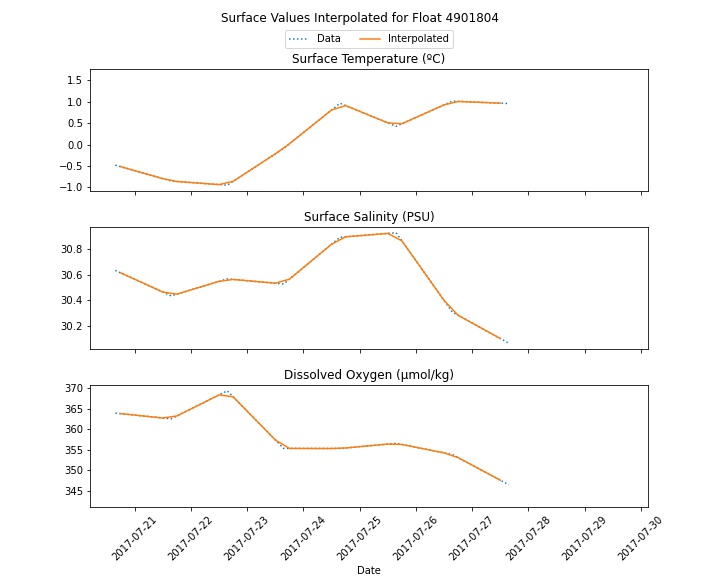 Surface Values Interpolated for Float 4901804
Data Interpolated
Surface Temperature (ºC)
1.5
1.0
0.5
0.0
−0.5
−1.0
Surface Salinity (PSU)
30.8
30.6
30.4
30.2
Dissolved Oxygen (μmol/kg)
370
365
360
355
350
345
2017-07-21 2017-07-22 2017-07-23 2017-07-24 2017-07-25 2017-07-26 2017-07-27 2017-07-28 2017-07-29 2017-07-30
Date